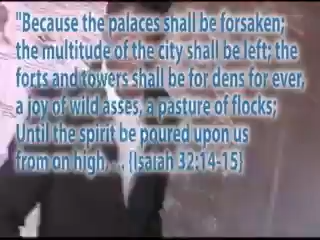 "Because the palaces shall be forsaken;
the multitude of the city shall be left; the
forts and towers shall be for dens for ever,
a joy of wild asses, a pasture of flocks;
Until the spirit be poured upon us
from on high. . . {Isaiah 32:14-15}